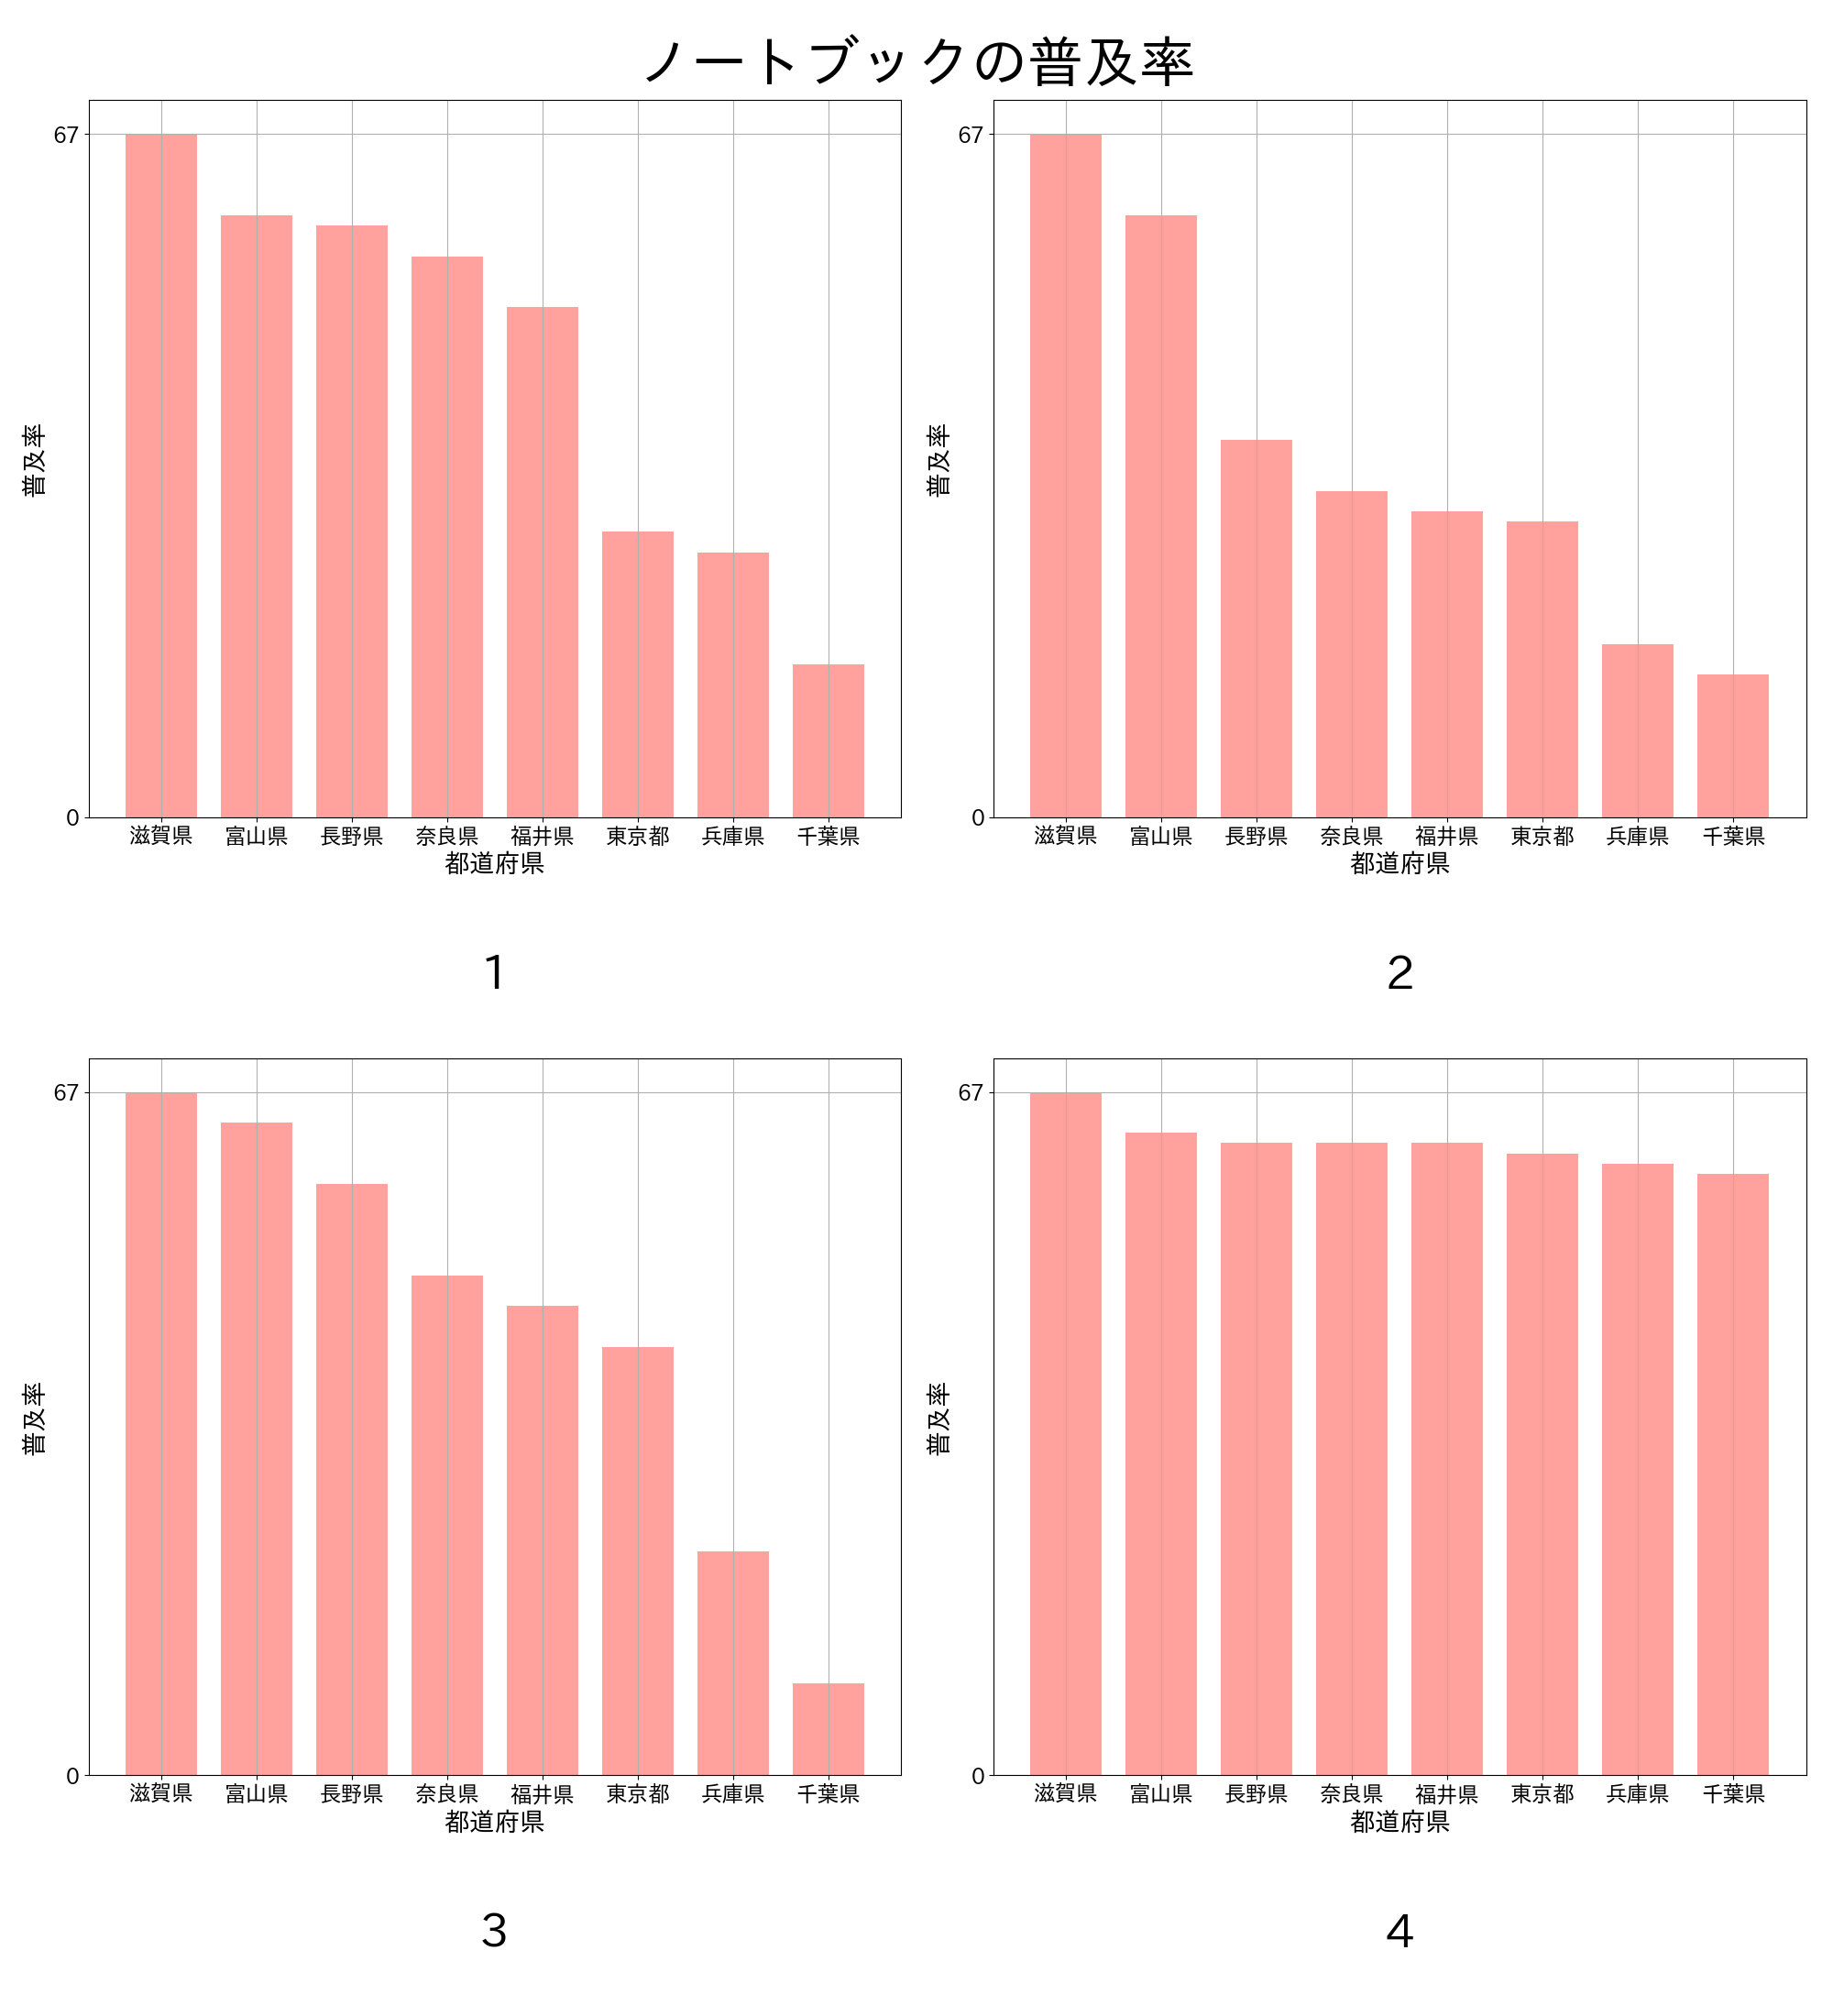 ノートブックの普及率
67
0
普及率
滋賀県 富山県 長野県 奈良県 福井県 東京都 兵庫県 千葉県
都道府県
1
67
0
普及率
滋賀県 富山県 長野県 奈良県 福井県 東京都 兵庫県 千葉県
都道府県
2
67
0
普及率
滋賀県 富山県 長野県 奈良県 福井県 東京都 兵庫県 千葉県
都道府県
3
67
0
普及率
滋賀県 富山県 長野県 奈良県 福井県 東京都 兵庫県 千葉県
都道府県
4